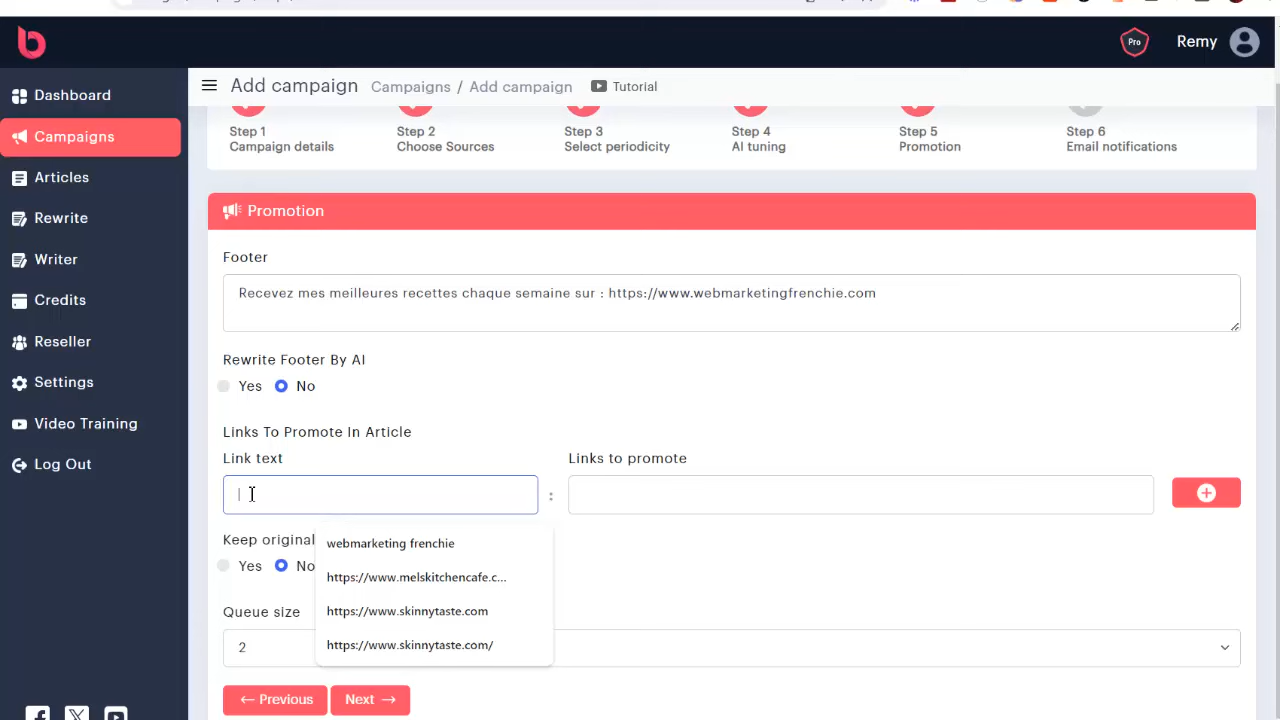 Pro
Remy
Dashboard
Campaigns
Articles
Rewrite
Writer
Credits
Reseller
Settings
Video Training
Log Out
Add campaign
Campaigns / Add campaign
Tutorial
Step 1
Campaign details
Step 2
Choose Sources
Step 3
Select periodicity
Step 4
AI tuning
Step 5
Promotion
Step 6
Email notifications
Promotion
Footer
Recevez mes meilleures recettes chaque semaine sur : https://www.webmarketingfrenchie.com
Rewrite Footer By AI
Yes No
Links To Promote In Article
Link text
Links to promote
:
Keep original
Yes No
webmarketing frenchie
https://www.melskitchencafe.c...
https://www.skinnytaste.com
https://www.skinnytaste.com/
Queue size
2
← Previous
Next →